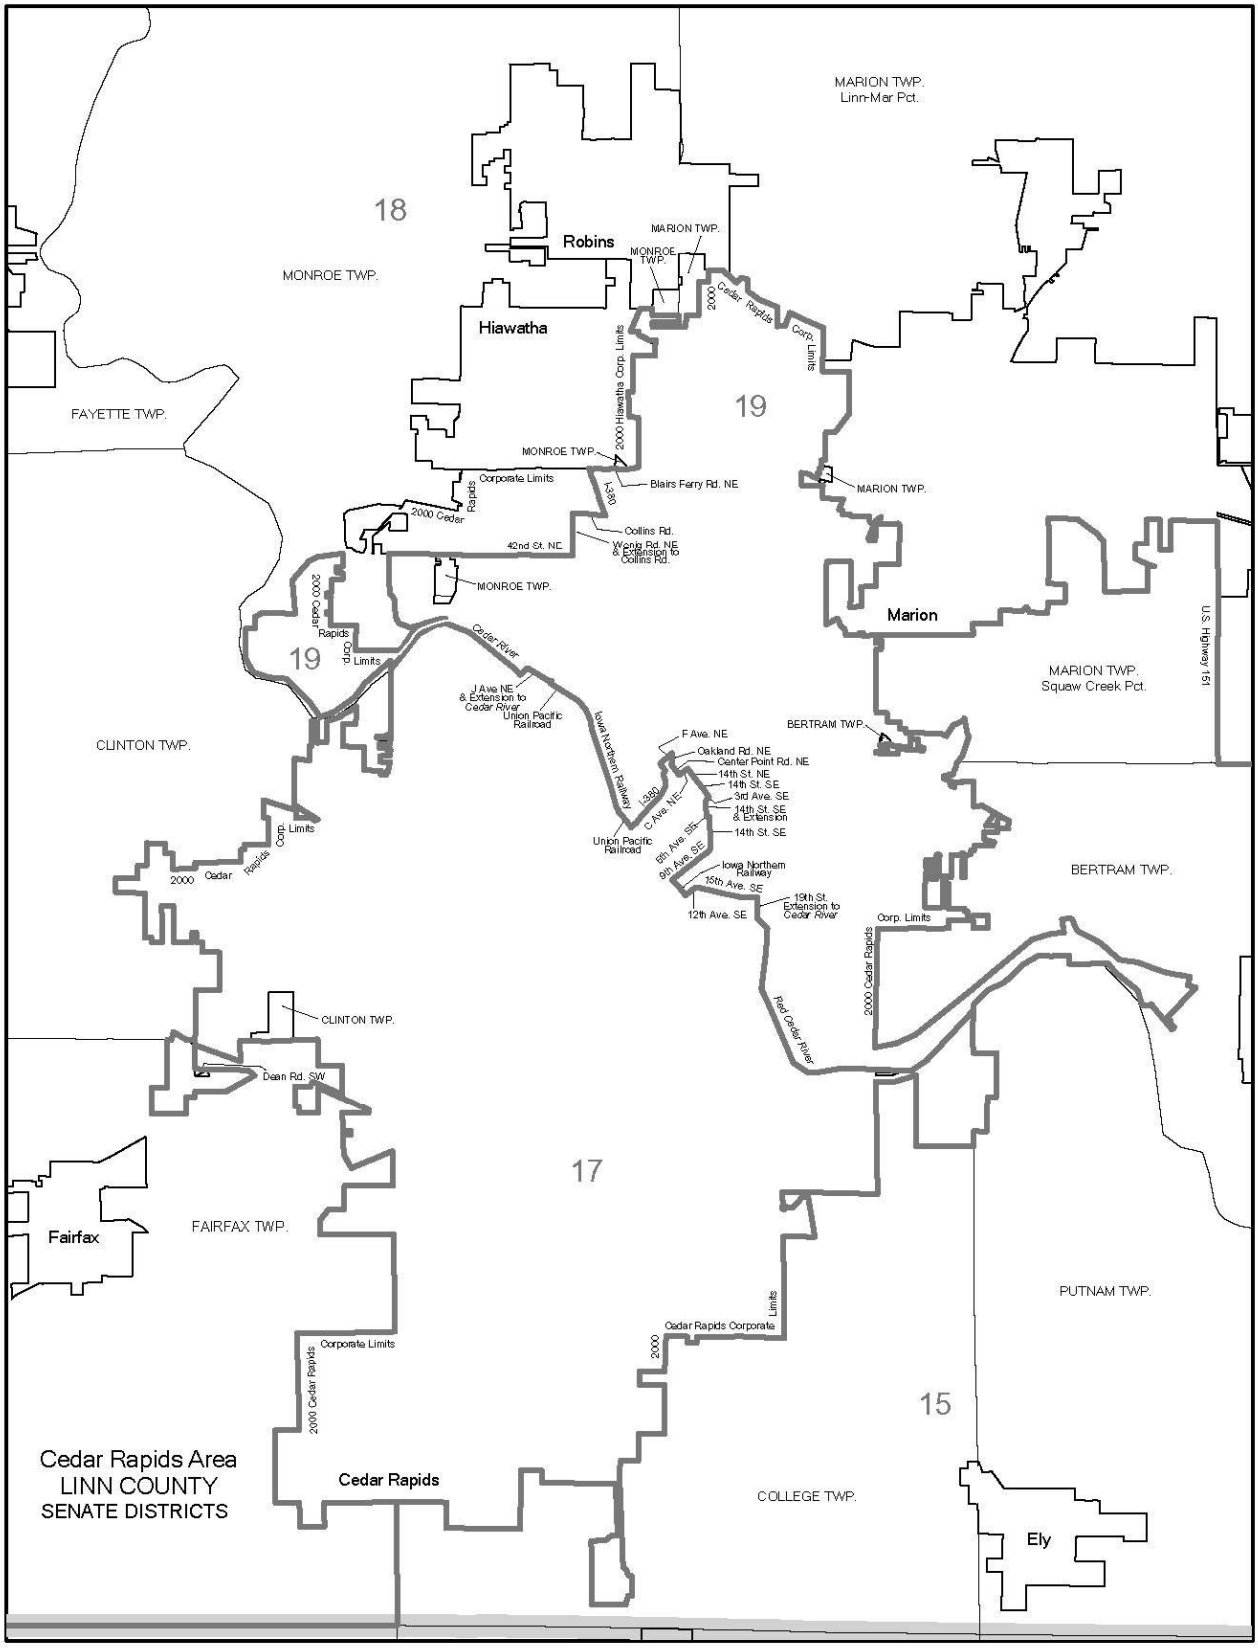 MARION TWP.
Linn-Mar Pct.
18
MONROE TWP.
Robins
MARION TWP.
MONROE
TWP.
2000
Cedar Rapids
Corp.
Limits
Hiawatha
2000 Hiawatha Corp. Limits
19
FAYETTE TWP.
MONROE TWP.
Corporate Limits
Rapids
2000 Cedar
I-380
Blairs Ferry Rd. NE
MARION TWP.
Collins Rd.
42nd St. NE
Wenig Rd. NE
& Extension to
Collins Rd.
MONROE TWP.
2000 Cedar
Rapids
Corp.
Limits
19
Cedar River
Marion
U.S. Highway 151
MARION TWP.
Squaw Creek Pct.
J Ave NE
& Extension to
Cedar River
Union Pacific
Railroad
Iowa Northern Railway
BERTRAM TWP.
CLINTON TWP.
F Ave. NE
Oakland Rd. NE
Center Point Rd. NE
14th St. NE
14th St. SE
3rd Ave. SE
14th St. SE
& Extension
14th St. SE
I-380
C Ave. NE
Union Pacific
Railroad
8th Ave. SE
9th Ave. SE
Iowa Northern
Railway
15th Ave. SE
12th Ave. SE
19th St.
Extension to
Cedar River
Corp. Limits
Rapids
Cedar
2000
BERTRAM TWP.
Corp. Limits
2000 Cedar Rapids
Red Cedar River
CLINTON TWP.
Dean Rd. SW
17
Fairfax
FAIRFAX TWP.
PUTNAM TWP.
Limits
Cedar Rapids Corporate
2000
Corporate Limits
2000 Cedar Rapids
15
Cedar Rapids Area
LINN COUNTY
SENATE DISTRICTS
Cedar Rapids
COLLEGE TWP.
Ely